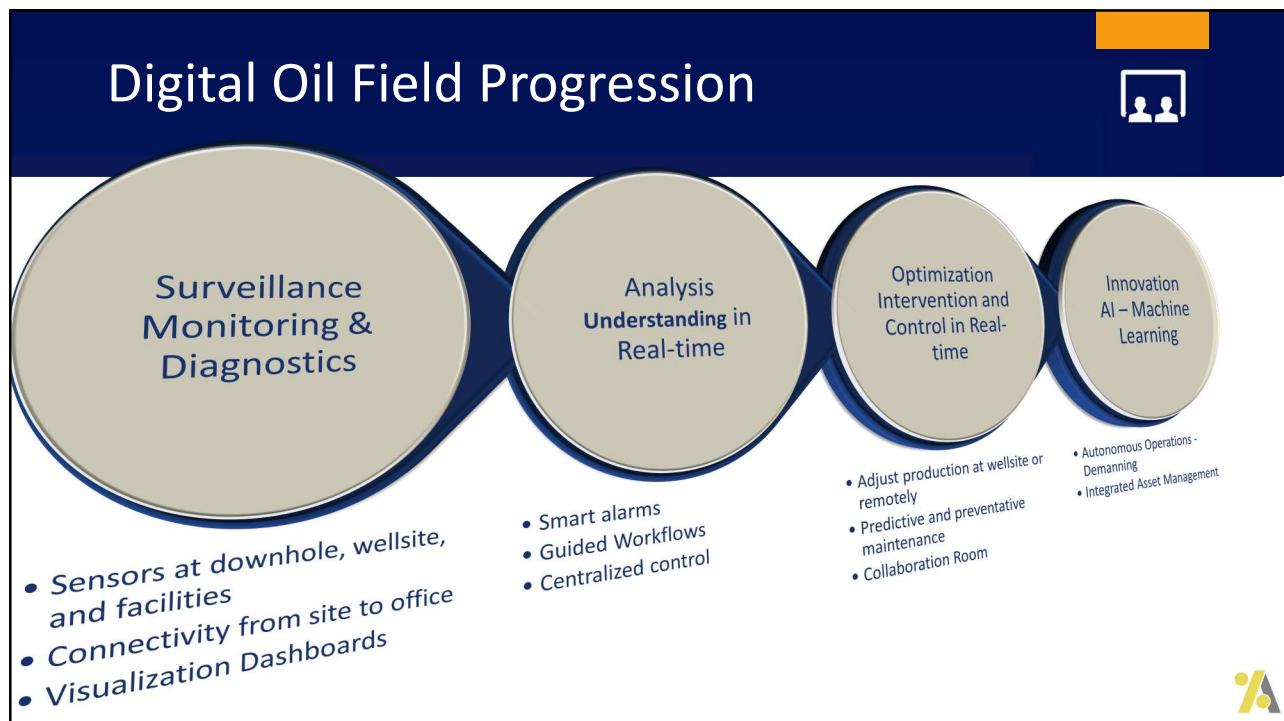 Digital Oil Field Progression
Surveillance
Monitoring &
Diagnostics
• Sensors at downhole, wellsite,
and facilities
• Connectivity from site to office
• Visualization Dashboards
Analysis
Understanding in
Real-time
• Smart alarms
• Guided Workflows
• Centralized control
Optimization
Intervention and
Control in Real-
time
• Adjust production at wellsite or
remotely
• Predictive and preventative
maintenance
• Collaboration Room
Innovation
AI – Machine
Learning
• Autonomous Operations -
Demanning
• Integrated Asset Management